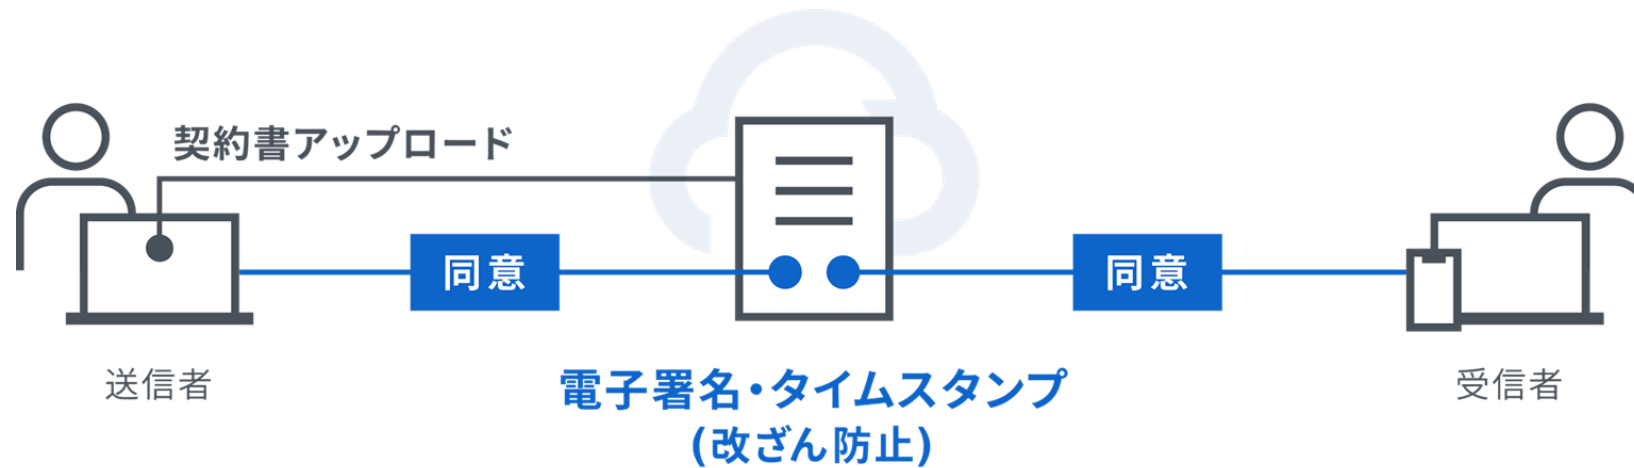 契約書アップロード
同意
同意
送信者
電子署名・タイムスタンプ
(改ざん防止)
受信者